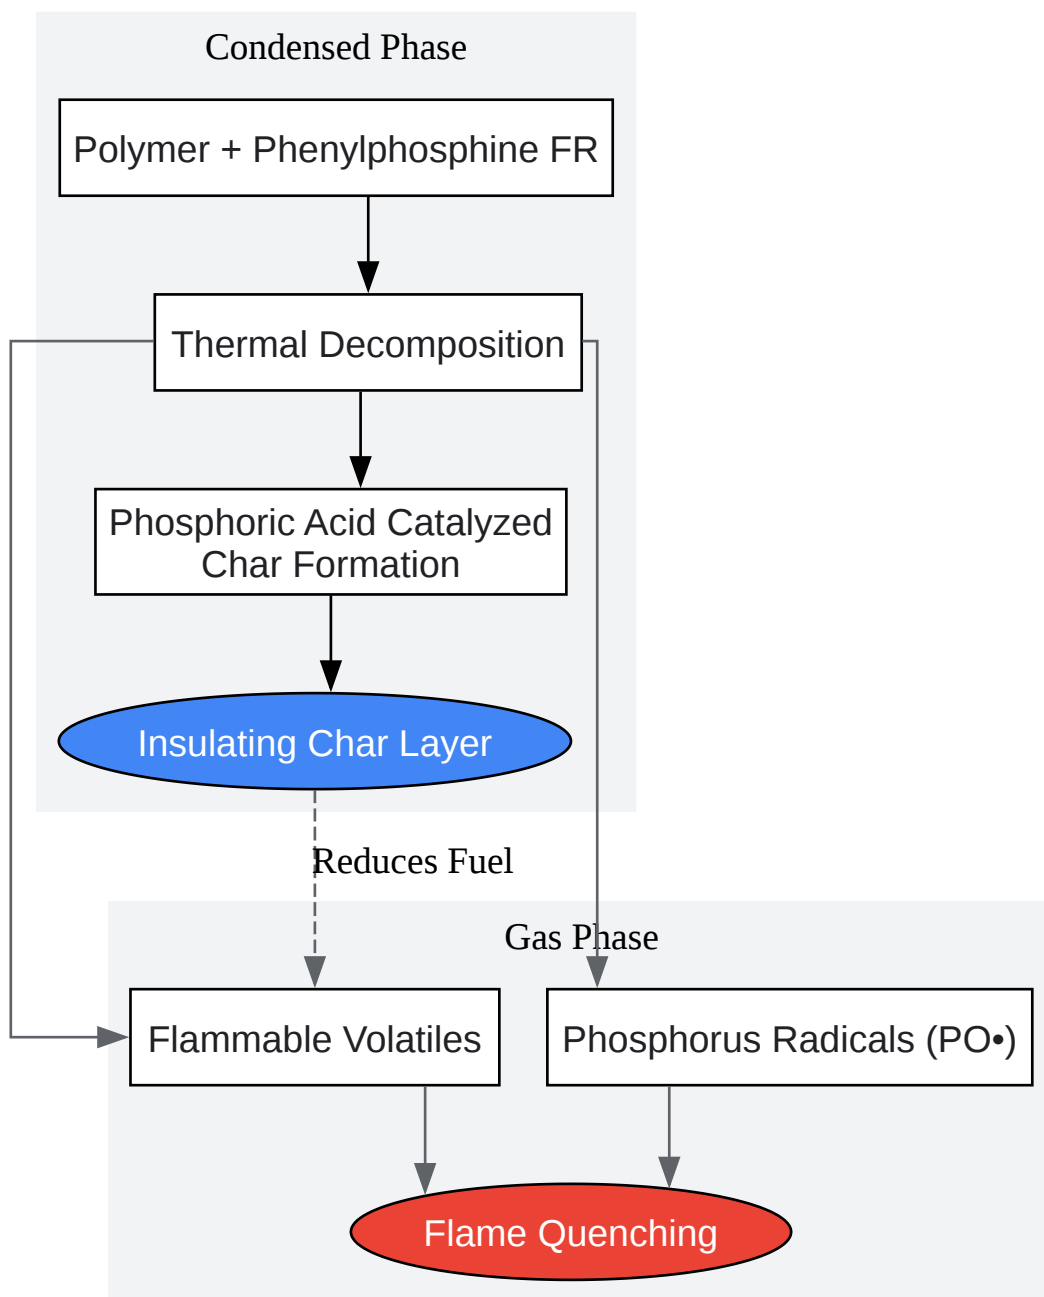 Condensed Phase
Polymer + Phenylphosphine FR
Thermal Decomposition
Phosphoric Acid Catalyzed
Char Formation
Insulating Char Layer
Reduces Fuel
Gas Phase
Flammable Volatiles
Phosphorus Radicals (PO•)
Flame Quenching